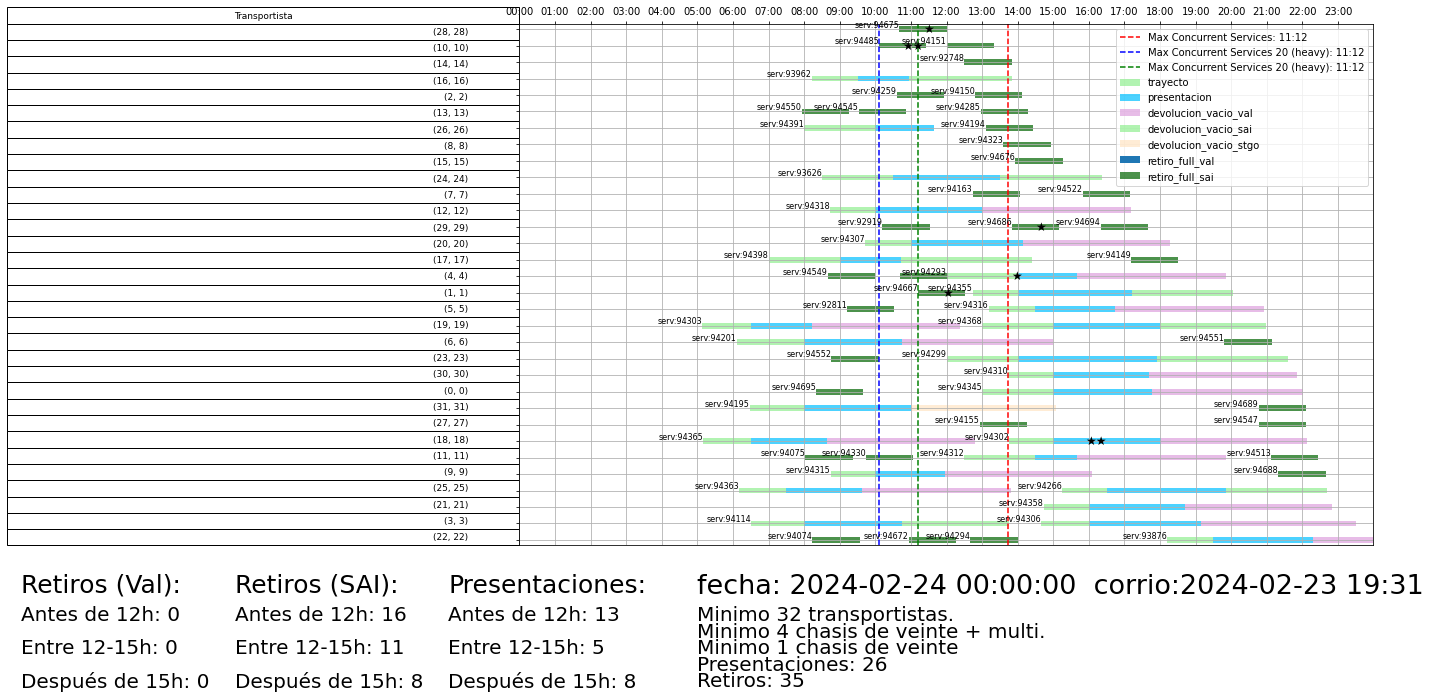 Transportista
00:00 01:00 02:00 03:00 04:00 05:00 06:00 07:00 08:00 09:00 10:00 11:00 12:00 13:00 14:00 15:00 16:00 17:00 18:00 19:00 20:00 21:00 22:00 23:00
(28, 28) serv:94675
(10, 10) serv:94485 serv:94151
(14, 14) serv:92748
(16, 16) serv:93962
(2, 2) serv:94259 serv:94150
(13, 13) serv:94550 serv:94545 serv:94285
(26, 26) serv:94391 serv:94194
(8, 8) serv:94323
(15, 15) serv:94676
(24, 24) serv:93626
(7, 7) serv:94163 serv:94522
(12, 12) serv:94318
(29, 29) serv:92919 serv:94686 serv:94694
(20, 20) serv:94307
(17, 17) serv:94398 serv:94149
(4, 4) serv:94549 serv:94293
(1, 1) serv:94667 serv:94355
(5, 5) serv:92811 serv:94316
(19, 19) serv:94303 serv:94368
(6, 6) serv:94201 serv:94551
(23, 23) serv:94552 serv:94299
(30, 30) serv:94310
(0, 0) serv:94695 serv:94345
(31, 31) serv:94195 serv:94689
(27, 27) serv:94155 serv:94547
(18, 18) serv:94365 serv:94302
(11, 11) serv:94075 serv:94330 serv:94312 serv:94513
(9, 9) serv:94315 serv:94688
(25, 25) serv:94363 serv:94266
(21, 21) serv:94358
(3, 3) serv:94114 serv:94306
(22, 22) serv:94074 serv:94672 serv:94294 serv:93876
Max Concurrent Services: 11:12
Max Concurrent Services 20 (heavy): 11:12
Max Concurrent Services 20 (heavy): 11:12
trayecto
presentacion
devolucion_vacio_val
devolucion_vacio_sai
devolucion_vacio_stgo
retiro_full_val
retiro_full_sai
Retiros (Val):
Antes de 12h: 0
Entre 12-15h: 0
Después de 15h: 0
Retiros (SAI):
Antes de 12h: 16
Entre 12-15h: 11
Después de 15h: 8
Presentaciones:
Antes de 12h: 13
Entre 12-15h: 5
Después de 15h: 8
fecha: 2024-02-24 00:00:00 corrio:2024-02-23 19:31
Minimo 32 transportistas.
Minimo 4 chasis de veinte + multi.
Minimo 1 chasis de veinte
Presentaciones: 26
Retiros: 35